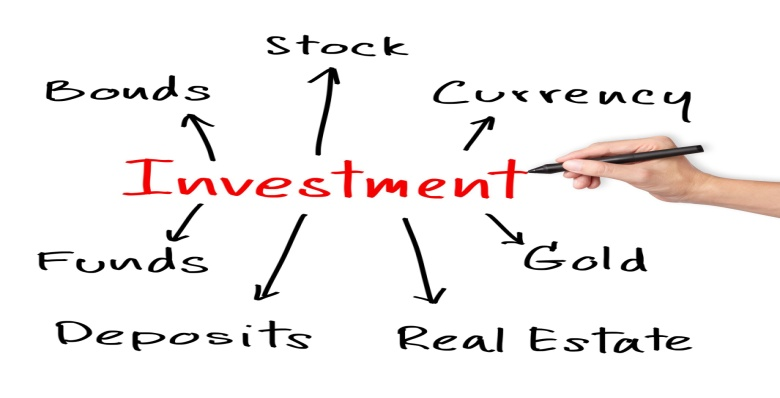 Stock
Bonds
Currency
Investment
Funds
Gold
Deposits
Real Estate